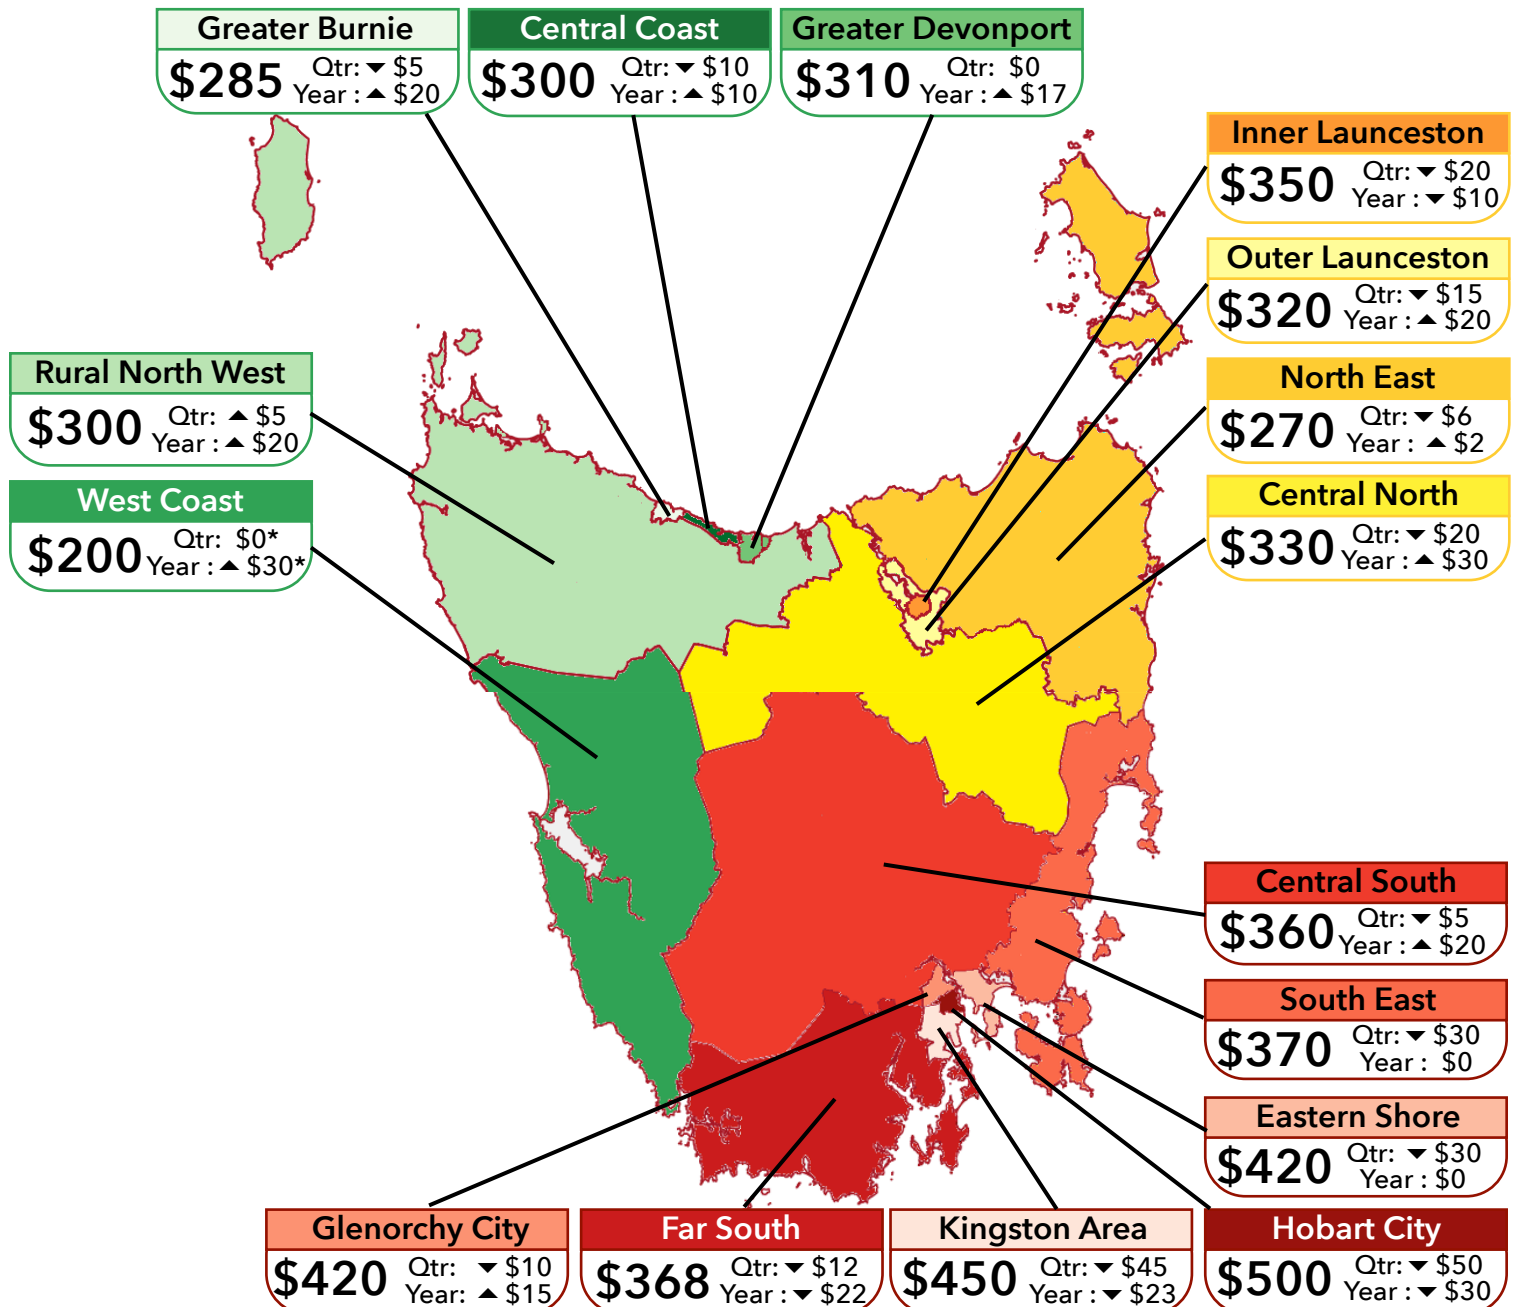 Greater Burnie
$285 Qtr: ▼ $5
Year : ▲ $20
Central Coast
$300 Qtr: ▼ $10
Year : ▲ $10
Greater Devonport
$310 Qtr: $0
Year : ▲ $17
Inner Launceston
$350 Qtr: ▼ $20
Year : ▼ $10
Outer Launceston
$320 Qtr: ▼ $15
Year : ▲ $20
Rural North West
$300 Qtr: ▲ $5
Year : ▲ $20
North East
$270 Qtr: ▼ $6
Year : ▲ $2
West Coast
$200 Qtr: $0*
Year : ▲ $30*
Central North
$330 Qtr: ▼ $20
Year : ▲ $30
Central South
$360 Qtr: ▼ $5
Year : ▲ $20
South East
$370 Qtr: ▼ $30
Year : $0
Eastern Shore
$420 Qtr: ▼ $30
Year : $0
Glenorchy City
$420 Qtr: ▼ $10
Year: ▲ $15
Far South
$368 Qtr: ▼ $12
Year : ▼ $22
Kingston Area
$450 Qtr: ▼ $45
Year : ▼ $23
Hobart City
$500 Qtr: ▼ $50
Year : ▼ $30